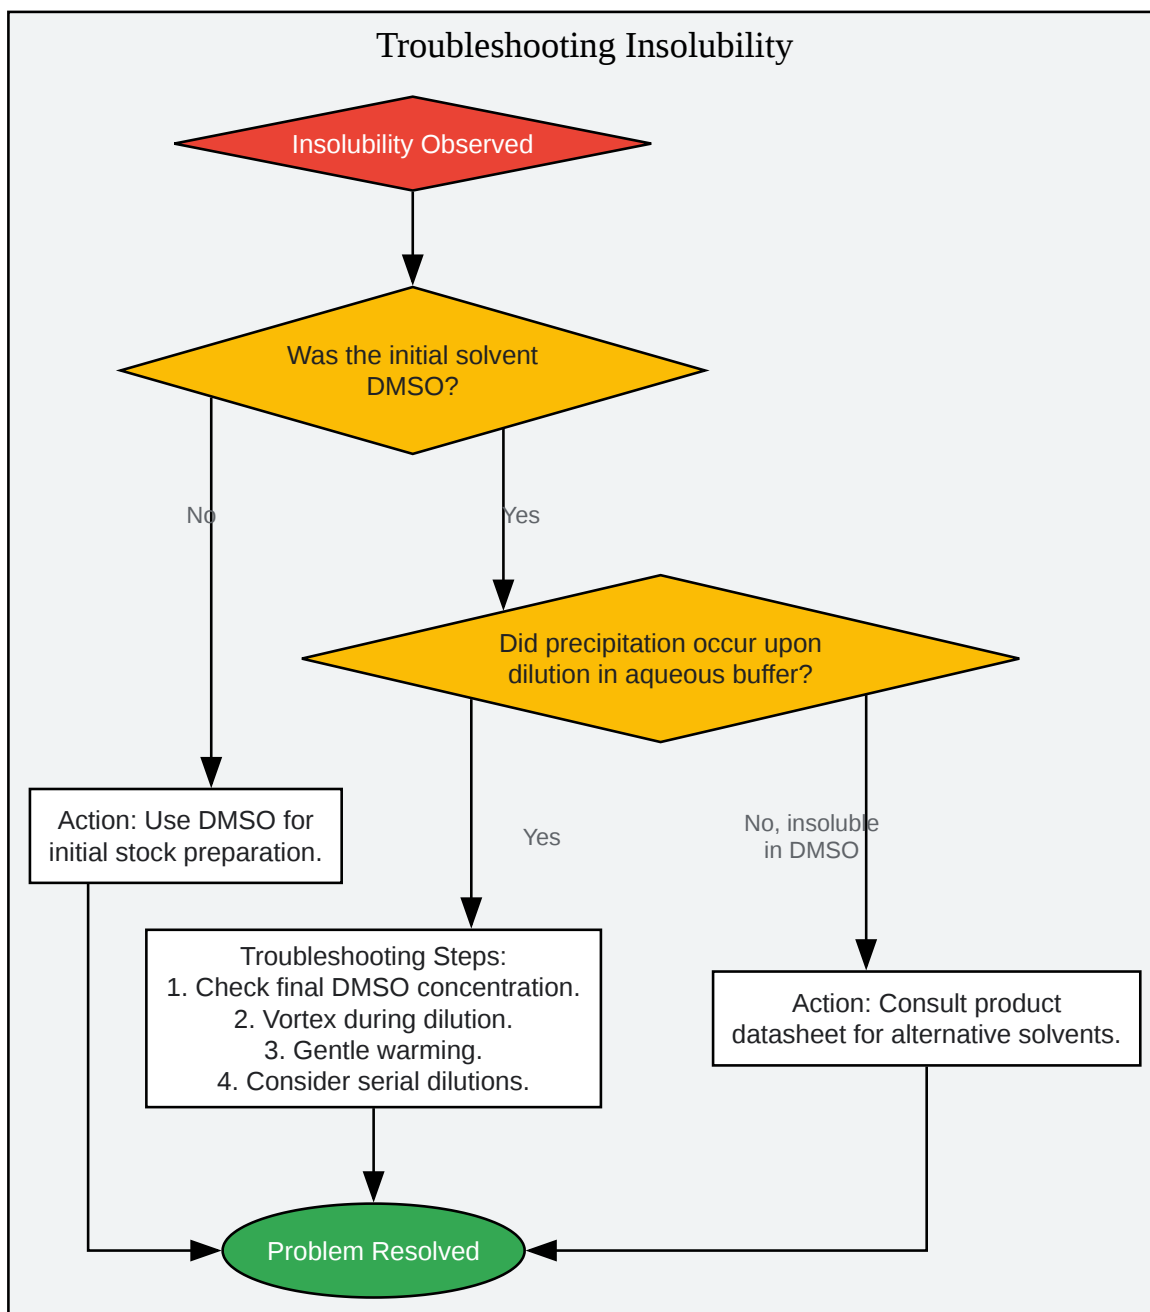 Troubleshooting Insolubility
Insolubility Observed
Was the initial solvent
DMSO?
No
Yes
Did precipitation occur upon
dilution in aqueous buffer?
Action: Use DMSO for
initial stock preparation.
Yes
No, insoluble
in DMSO
Troubleshooting Steps:
1. Check final DMSO concentration.
2. Vortex during dilution.
3. Gentle warming.
4. Consider serial dilutions.
Action: Consult product
datasheet for alternative solvents.
Problem Resolved